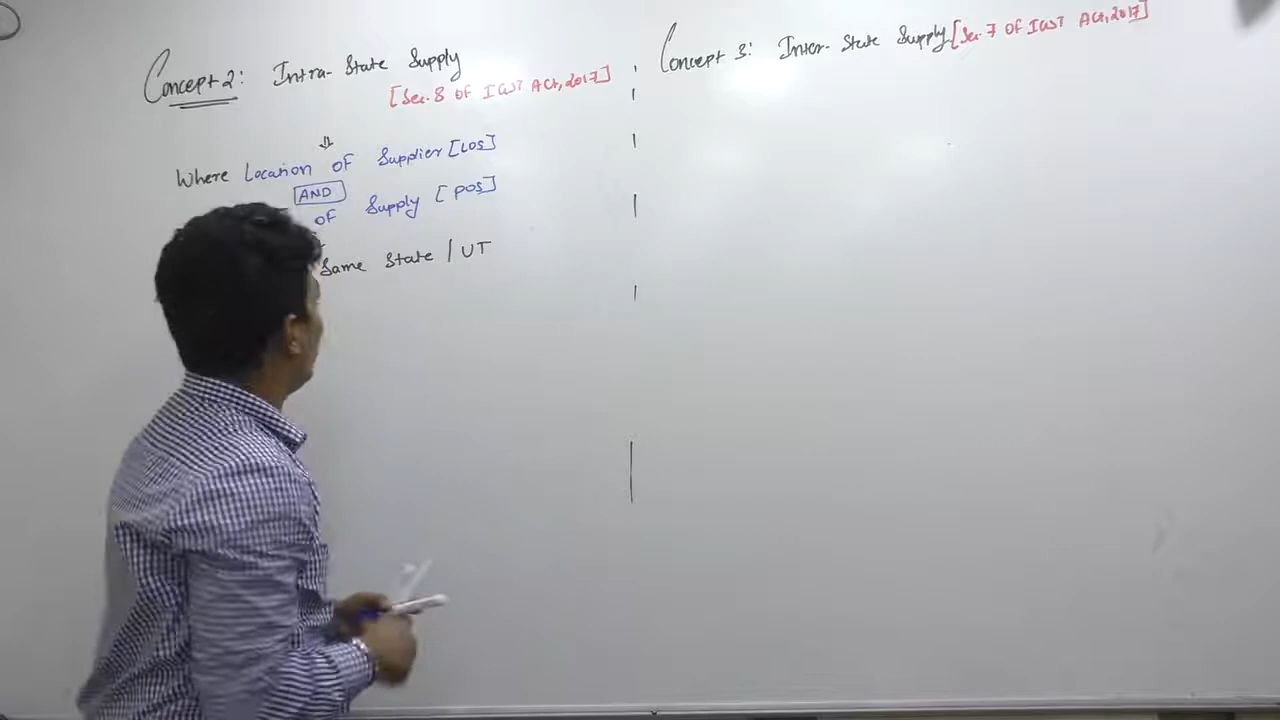 Concept 2: Intra-State Supply
[Sec. 8 OF IGST Act, 2017]
⇓
Where Location OF Supplier [LOS]
AND
OF Supply [POS]
Same State / UT
Concept 3: Inter-State Supply [Sec. 7 OF IGST Act, 2017]